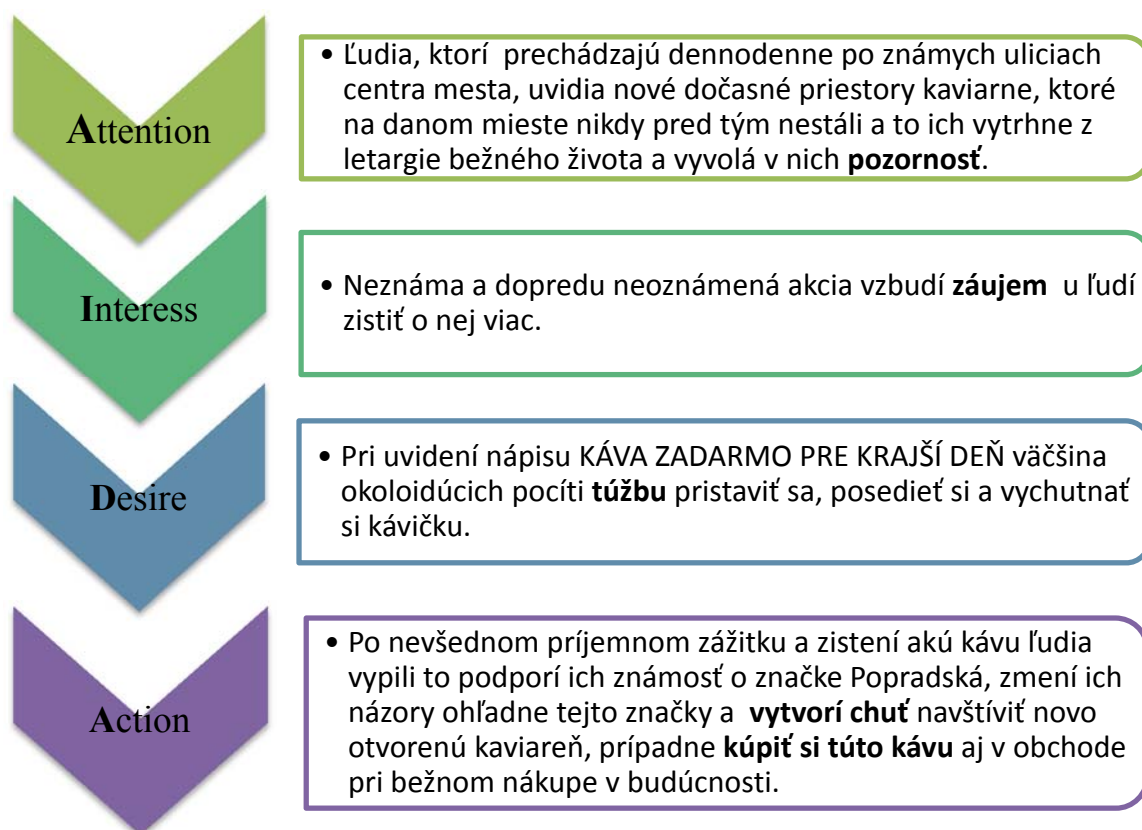 Attention
• Ľudia, ktorí prechádzajú dennodenne po známych uliciach
centra mesta, uvidia nové dočasné priestory kaviarne, ktoré
na danom mieste nikdy pred tým nestáli a to ich vytrhne z
letargie bežného života a vyvolá v nich pozornosť.
Interess
• Neznáma a dopredu neoznámená akcia vzbudí záujem u ľudí
zistiť o nej viac.
Desire
• Pri uvidení nápisu KÁVA ZADARMO PRE KRAJŠÍ DEŇ väčšina
okoloidúcich pocíti túžbu pristaviť sa, posedieť si a vychutnať
si kávičku.
Action
• Po nevšednom príjemnom zážitku a zistení akú kávu ľudia
vypili to podporí ich známosť o značke Popradská, zmení ich
názory ohľadne tejto značky a vytvorí chuť navštíviť novo
otvorenú kaviareň, prípadne kúpiť si túto kávu aj v obchode
pri bežnom nákupe v budúcnosti.